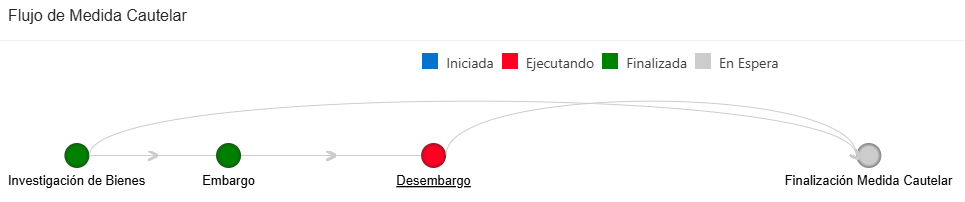 Flujo de Medida Cautelar
Iniciada Ejecutando Finalizada En Espera
Investigación de Bienes Embargo Desembargo Finalización Medida Cautelar